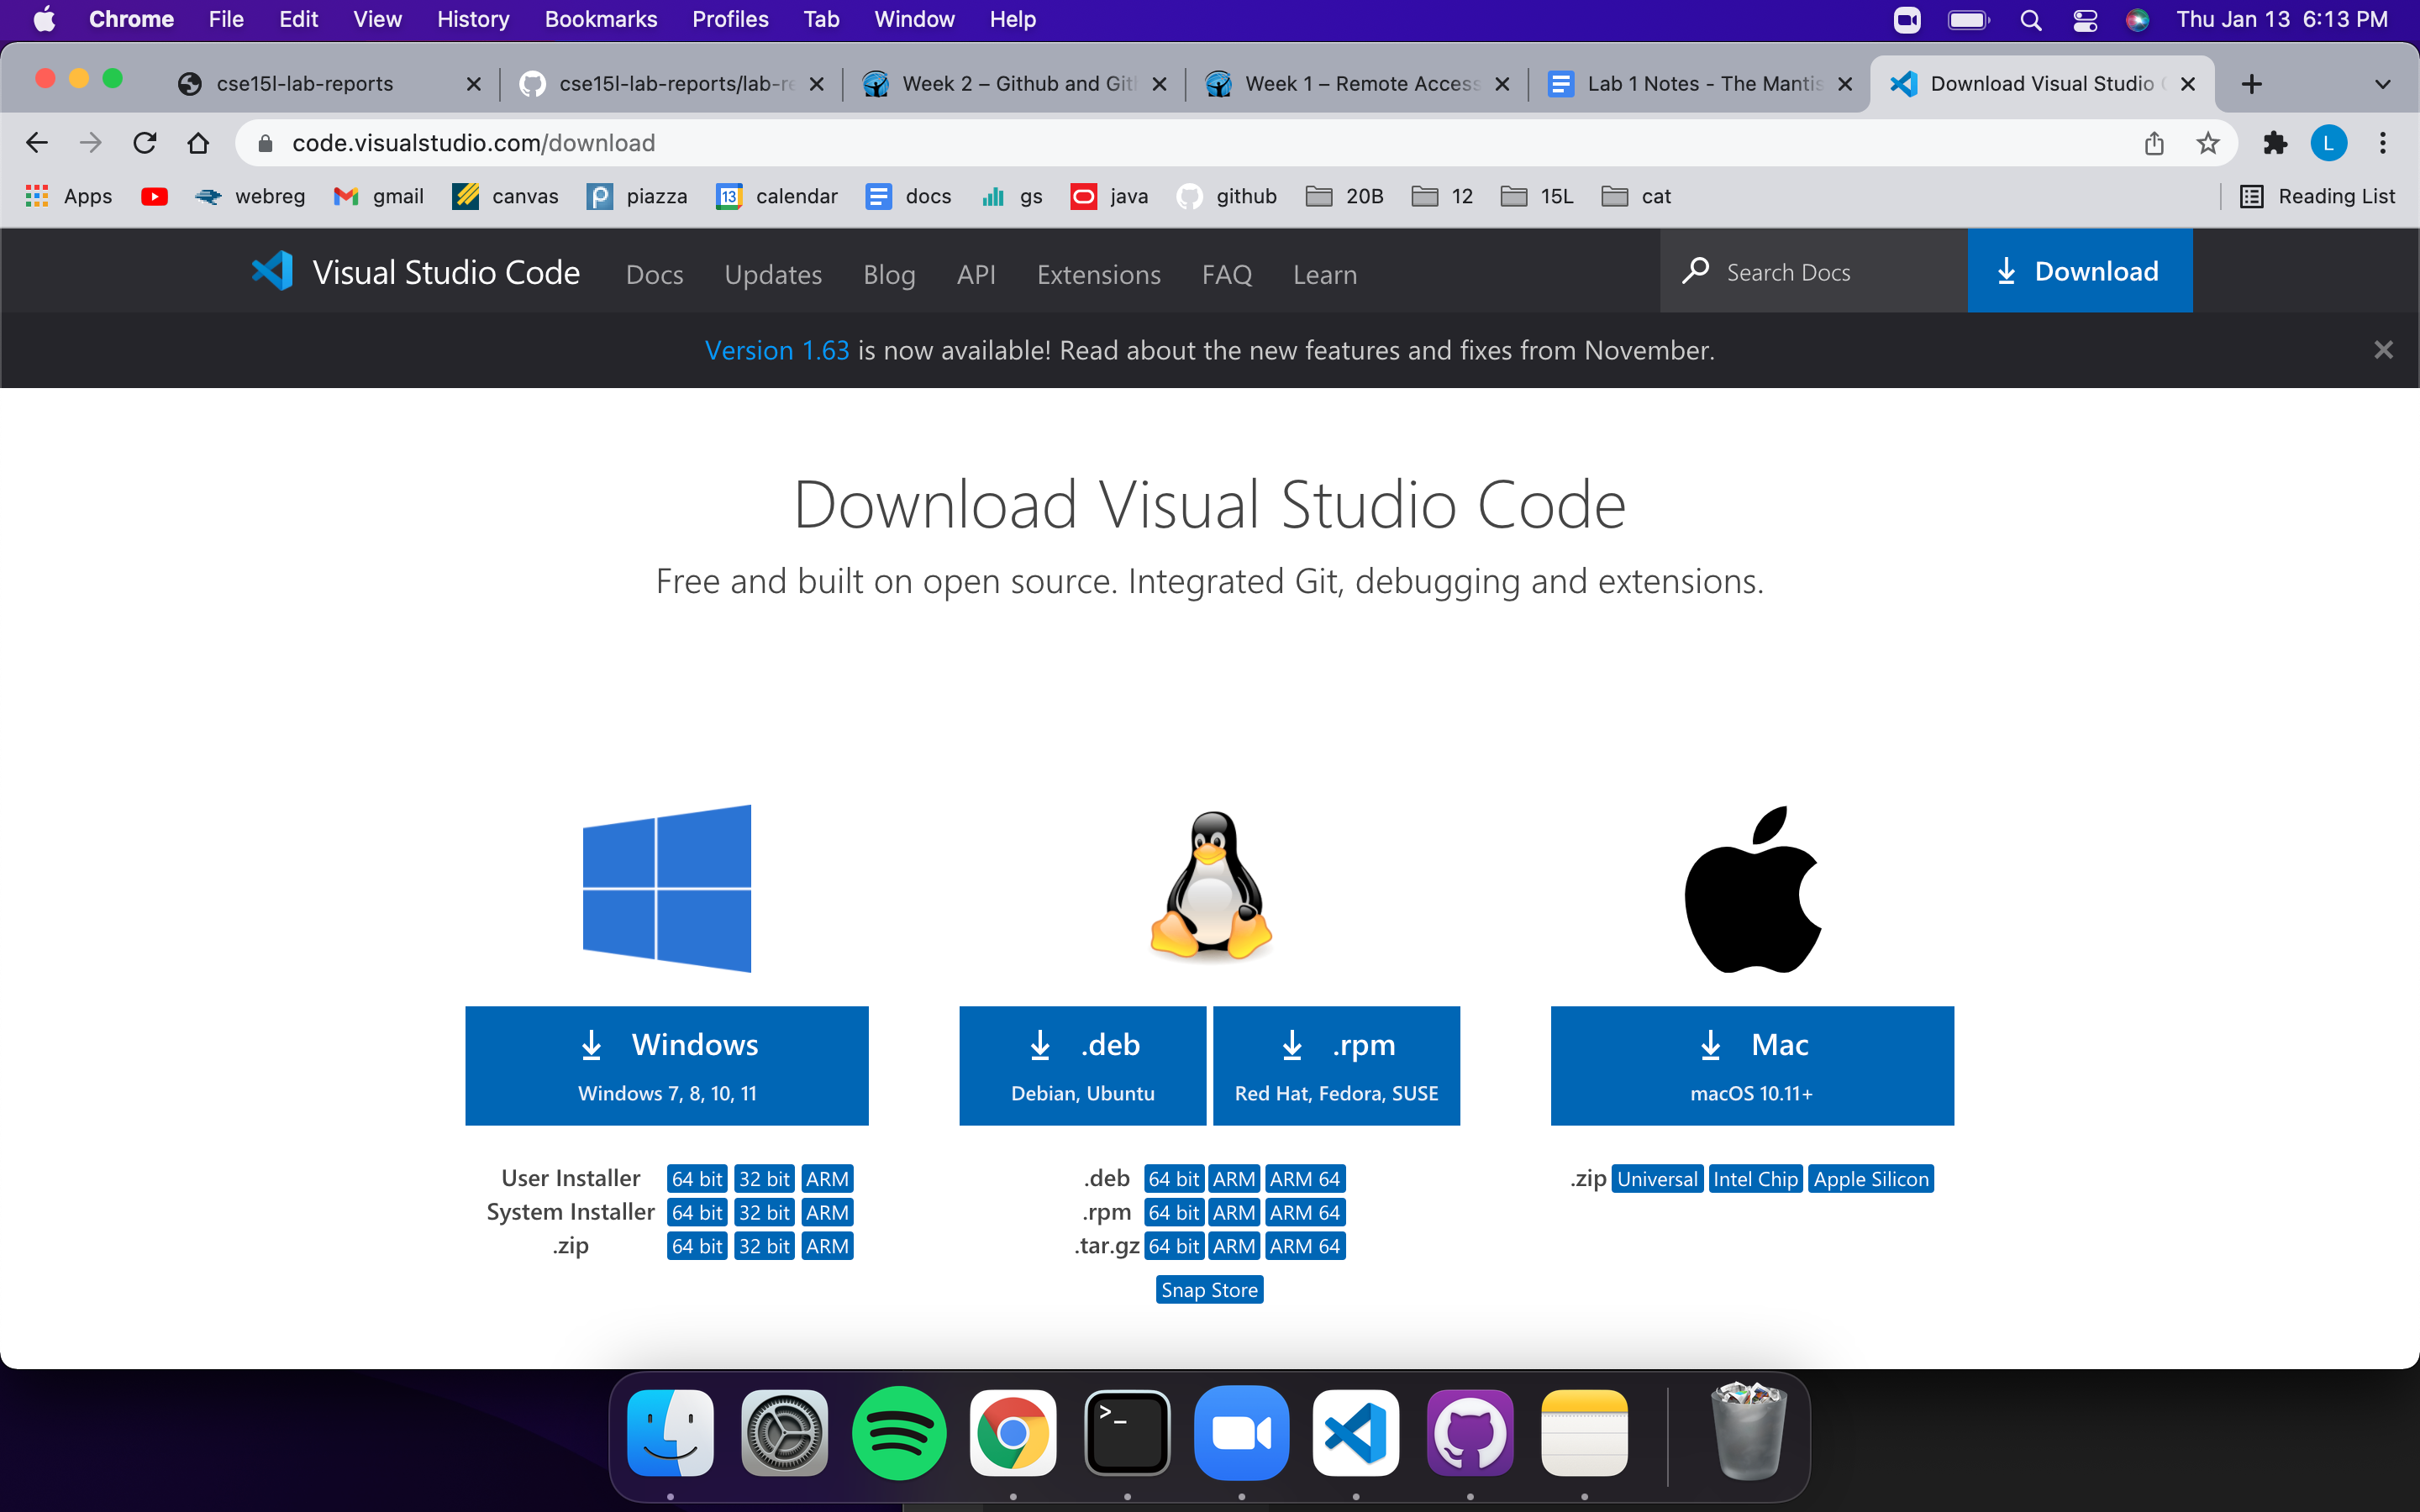 Chrome File Edit View History Bookmarks Profiles Tab Window Help Thu Jan 13 6:13 PM
cse15l-lab-reports cse15l-lab-reports/lab-re Week 2 – Github and Git Week 1 – Remote Access Lab 1 Notes - The Mantis Download Visual Studio
code.visualstudio.com/download L
Apps webreg gmail canvas piazza 13 calendar docs gs java github 20B 12 15L cat Reading List
Visual Studio Code Docs Updates Blog API Extensions FAQ Learn Search Docs Download
Version 1.63 is now available! Read about the new features and fixes from November.
Download Visual Studio Code
Free and built on open source. Integrated Git, debugging and extensions.
Windows .deb .rpm Mac
Windows 7, 8, 10, 11 Debian, Ubuntu Red Hat, Fedora, SUSE macOS 10.11+
User Installer 64 bit 32 bit ARM .deb 64 bit ARM ARM 64 .zip Universal Intel Chip Apple Silicon
System Installer 64 bit 32 bit ARM .rpm 64 bit ARM ARM 64
.zip 64 bit 32 bit ARM .tar.gz 64 bit ARM ARM 64
Snap Store